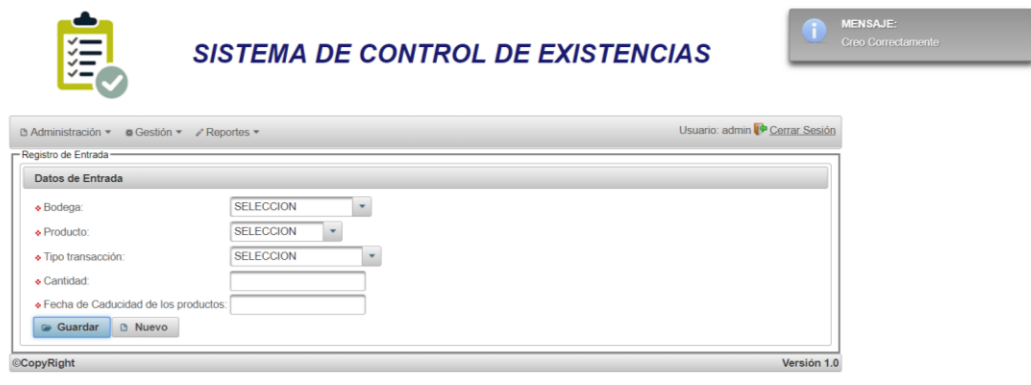 MENSAJE:
Creo Correctamente
SISTEMA DE CONTROL DE EXISTENCIAS
Administración Gestión Reportes Usuario: admin Cerrar Sesión
Registro de Entrada
Datos de Entrada
Bodega: SELECCION
Producto: SELECCION
Tipo transacción: SELECCION
Cantidad:
Fecha de Caducidad de los productos:
Guardar Nuevo
©CopyRight Versión 1.0